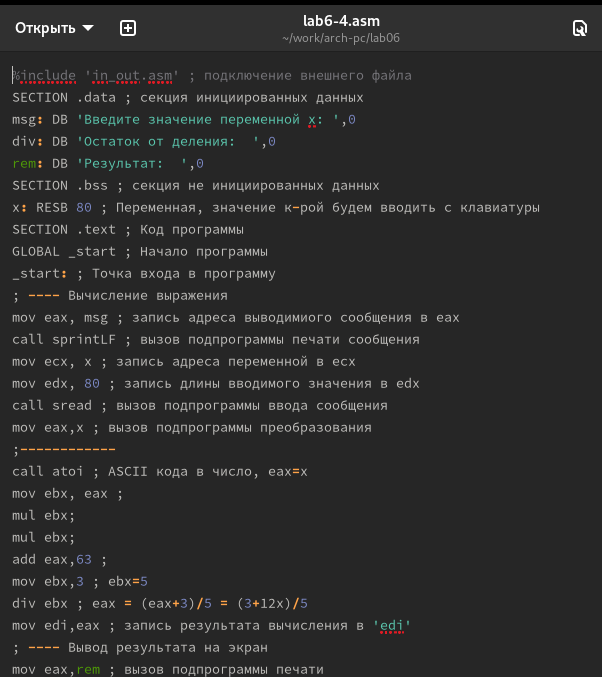 Открыть
lab6-4.asm
~/work/arch-pc/lab06
%include 'in_out.asm' ; подключение внешнего файла
SECTION .data ; секция инициированных данных
msg: DB 'Введите значение переменной x: ',0
div: DB 'Остаток от деления:  ',0
rem: DB 'Результат:  ',0
SECTION .bss ; секция не инициированных данных
x: RESB 80 ; Переменная, значение к-рой будем вводить с клавиатуры
SECTION .text ; Код программы
GLOBAL _start ; Начало программы
_start: ; Точка входа в программу
; ---- Вычисление выражения
mov eax, msg ; запись адреса выводимиого сообщения в eax
call sprintLF ; вызов подпрограммы печати сообщения
mov ecx, x ; запись адреса переменной в ecx
mov edx, 80 ; запись длины вводимого значения в edx
call sread ; вызов подпрограммы ввода сообщения
mov eax,x ; вызов подпрограммы преобразования
;------------
call atoi ; ASCII кода в число, eax=x
mov ebx, eax ;
mul ebx;
mul ebx;
add eax,63 ;
mov ebx,3 ; ebx=5
div ebx ; eax = (eax+3)/5 = (3+12x)/5
mov edi,eax ; запись результата вычисления в 'edi'
; ---- Вывод результата на экран
mov eax,rem ; вызов подпрограммы печати